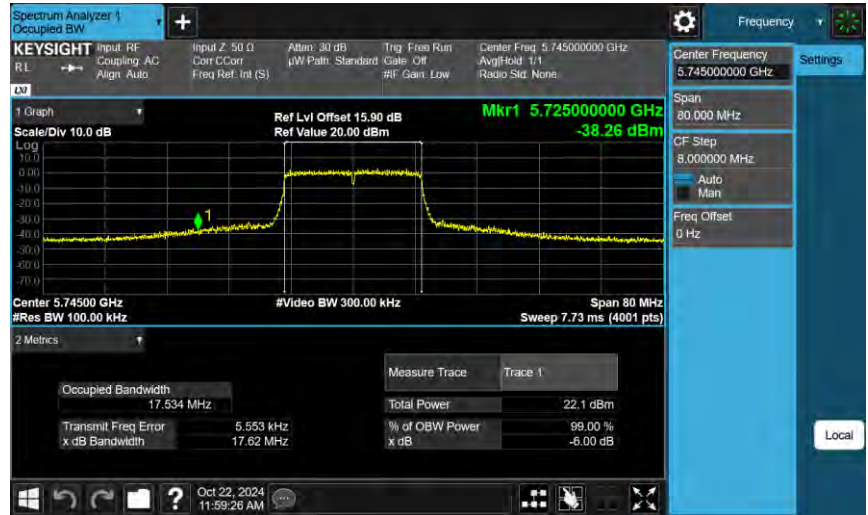 Spectrum Analyzer 1
Occupied BW
+
Frequency
KEYSIGHT
RL
LXI
Input: RF
Coupling: AC
Align: Auto
Input Z: 50 Ω
Corr CCorr
Freq Ref: Int (S)
Atten: 30 dB
µW Path: Standard
Trig: Free Run
Gate: Off
#IF Gain: Low
Center Freq: 5.745000000 GHz
Avg|Hold: 1/1
Radio Std: None
1 Graph
Scale/Div 10.0 dB
Ref Lvl Offset 15.90 dB
Ref Value 20.00 dBm
Mkr1 5.725000000 GHz
-38.26 dBm
Log
10.0
0.00
-10.0
-20.0
-30.0
-40.0
-50.0
-60.0
-70.0
1
Center 5.74500 GHz
#Res BW 100.00 kHz
#Video BW 300.00 kHz
Span 80 MHz
Sweep 7.73 ms (4001 pts)
2 Metrics
Measure Trace Trace 1
Occupied Bandwidth
17.534 MHz
Total Power 22.1 dBm
Transmit Freq Error 5.553 kHz
x dB Bandwidth 17.62 MHz
% of OBW Power 99.00 %
x dB -6.00 dB
Center Frequency
5.745000000 GHz
Span
80.000 MHz
CF Step
8.000000 MHz
Auto
Man
Freq Offset
0 Hz
Settings
Local
?
Oct 22, 2024
11:59:26 AM